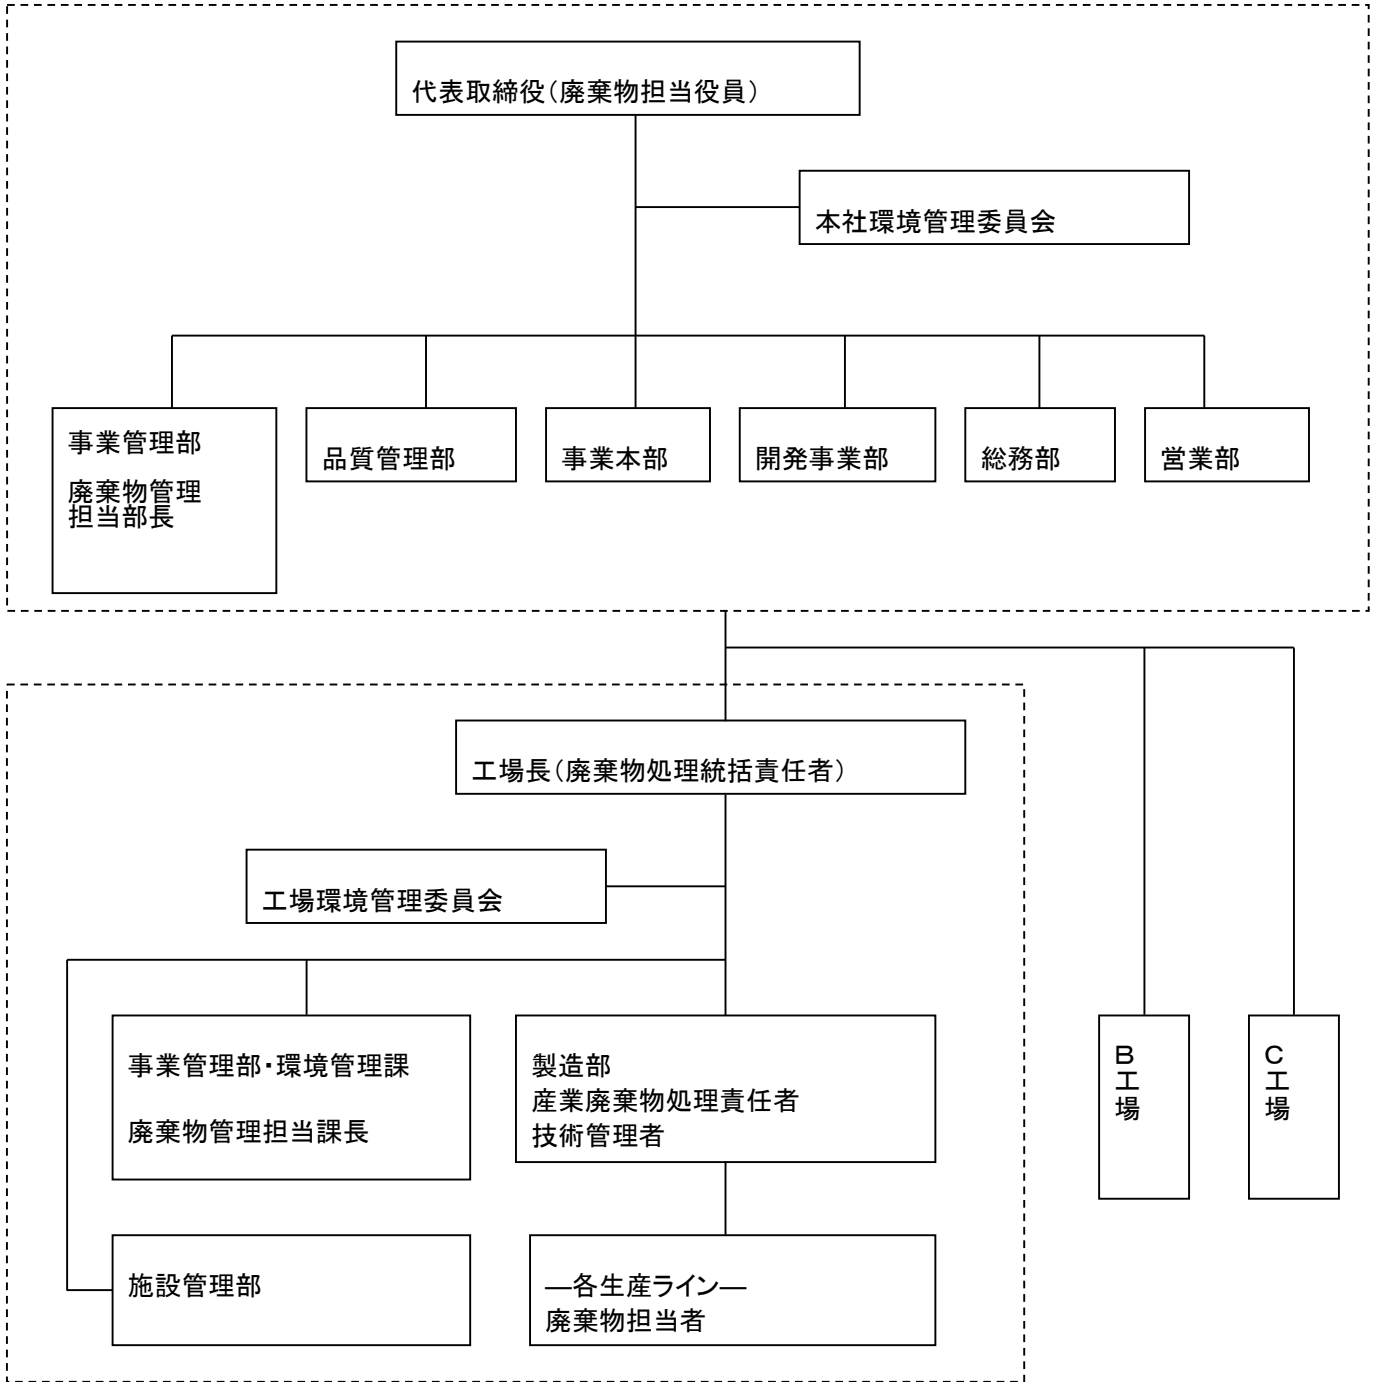 代表取締役（廃棄物担当役員）
本社環境管理委員会
事業管理部
廃棄物管理
担当部長
品質管理部
事業本部
開発事業部
総務部
営業部
工場長（廃棄物処理統括責任者）
工場環境管理委員会
事業管理部・環境管理課
廃棄物管理担当課長
製造部
産業廃棄物処理責任者
技術管理者
施設管理部
―各生産ライン―
廃棄物担当者
Ｂ工場
Ｃ工場